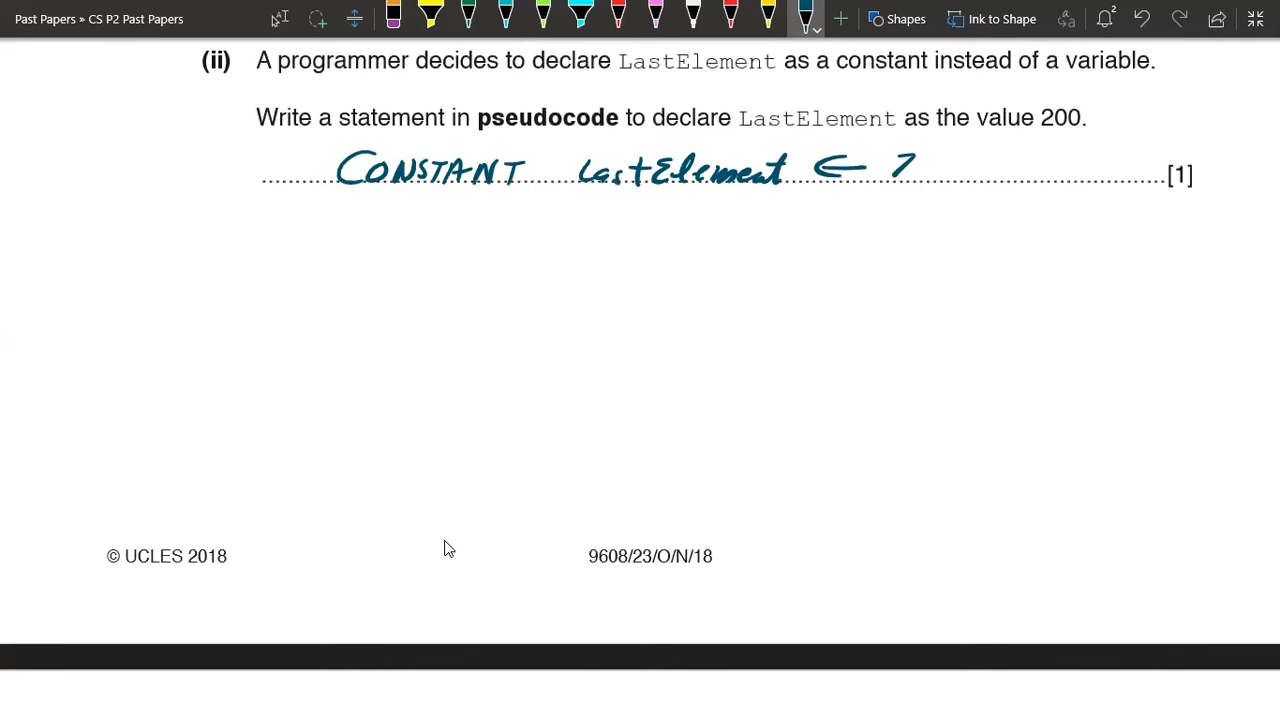 Past Papers » CS P2 Past Papers
Shapes
Ink to Shape
2
(ii) A programmer decides to declare LastElement as a constant instead of a variable.
Write a statement in pseudocode to declare LastElement as the value 200.
CONSTANT LastElement ←
[1]
© UCLES 2018
9608/23/O/N/18